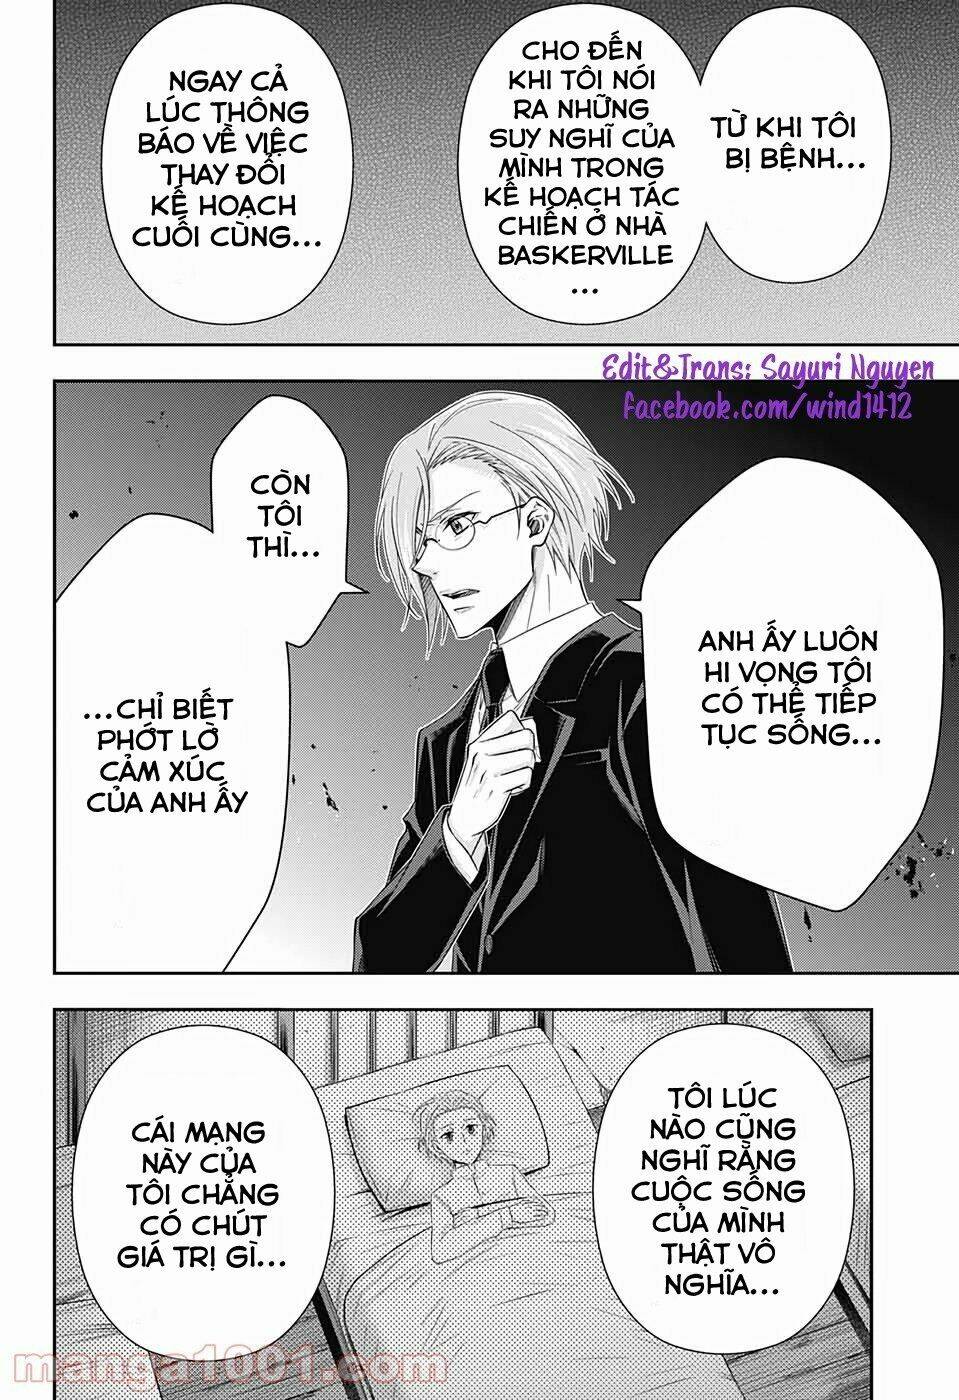 TỪ KHI TÔI
BỊ BỆNH...
CHO ĐẾN
KHI TÔI NÓI
RA NHỮNG
SUY NGHĨ CỦA
MÌNH TRONG
KẾ HOẠCH TÁC
CHIẾN Ở NHÀ
BASKERVILLE
...
NGAY CẢ
LÚC THÔNG
BÁO VỀ VIỆC
THAY ĐỔI
KẾ HOẠCH
CUỐI CÙNG...
Edit&Trans: Sayuri Nguyen
facebook.com/wind1412
ANH ẤY LUÔN
HI VỌNG TÔI
CÓ THỂ TIẾP
TỤC SỐNG...
CÒN
TÔI
THÌ...
...CHỈ BIẾT
PHỚT LỜ
CẢM XÚC
CỦA ANH ẤY
TÔI LÚC
NÀO CŨNG
NGHĨ RẰNG
CUỘC SỐNG
CỦA MÌNH
THẬT VÔ
NGHĨA...
CÁI MẠNG
NÀY CỦA
TÔI CHẲNG
CÓ CHÚT
GIÁ TRỊ GÌ...
manga1001.com